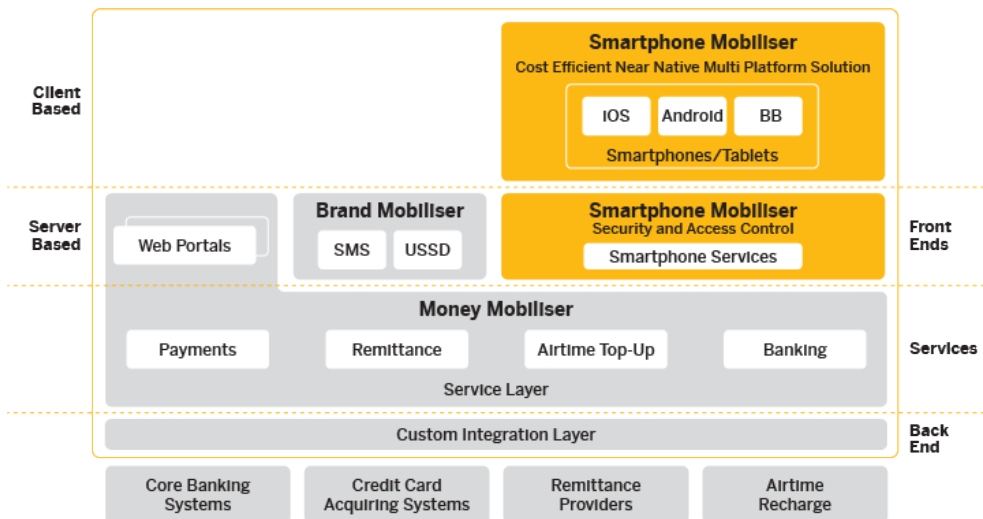 Smartphone Mobiliser
Cost Efficient Near Native Multi Platform Solution
Client
Based
iOS
Android
BB
Smartphones/Tablets
Server
Based
Web Portals
Brand Mobiliser
SMS
USSD
Smartphone Mobiliser
Security and Access Control
Smartphone Services
Front
Ends
Money Mobiliser
Payments
Remittance
Airtime Top-Up
Banking
Services
Service Layer
Custom Integration Layer
Back
End
Core Banking
Systems
Credit Card
Acquiring Systems
Remittance
Providers
Airtime
Recharge